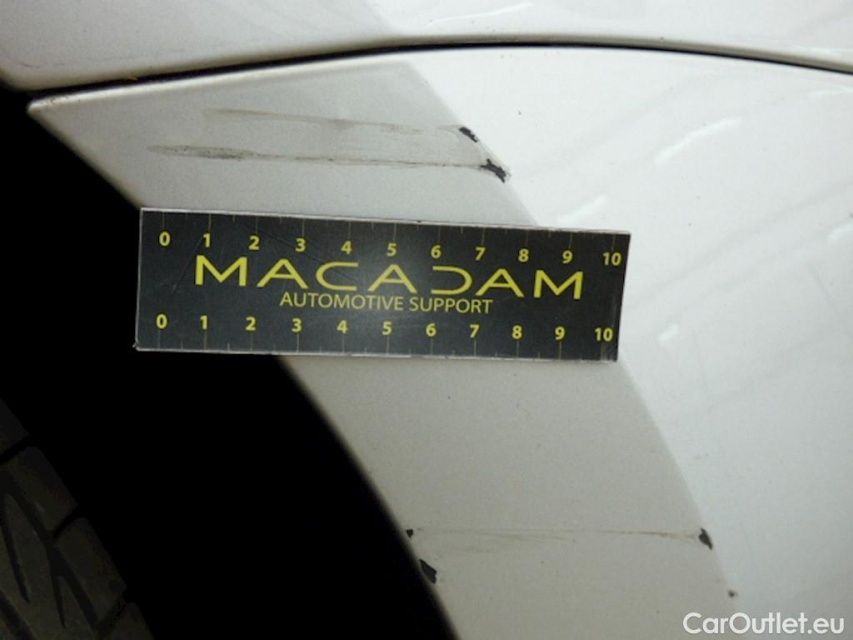 0 1 2 3 4 5 6 7 8 9 10
MACADAM
AUTOMOTIVE SUPPORT
0 1 2 3 4 5 6 7 8 9 10
CarOutlet.eu